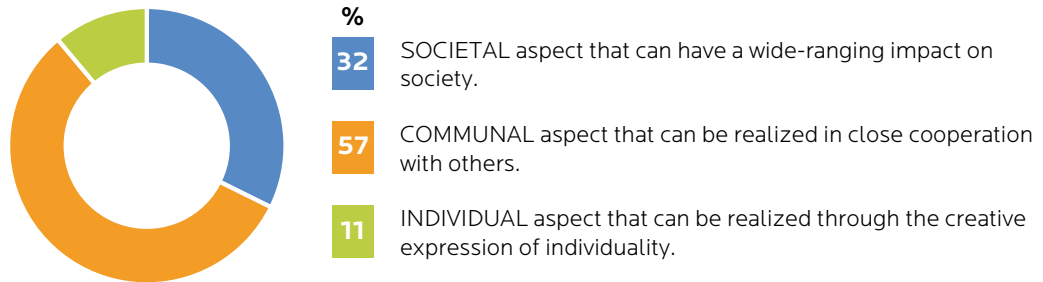 %
32 SOCIETAL aspect that can have a wide-ranging impact on
society.
57 COMMUNAL aspect that can be realized in close cooperation
with others.
11 INDIVIDUAL aspect that can be realized through the creative
expression of individuality.